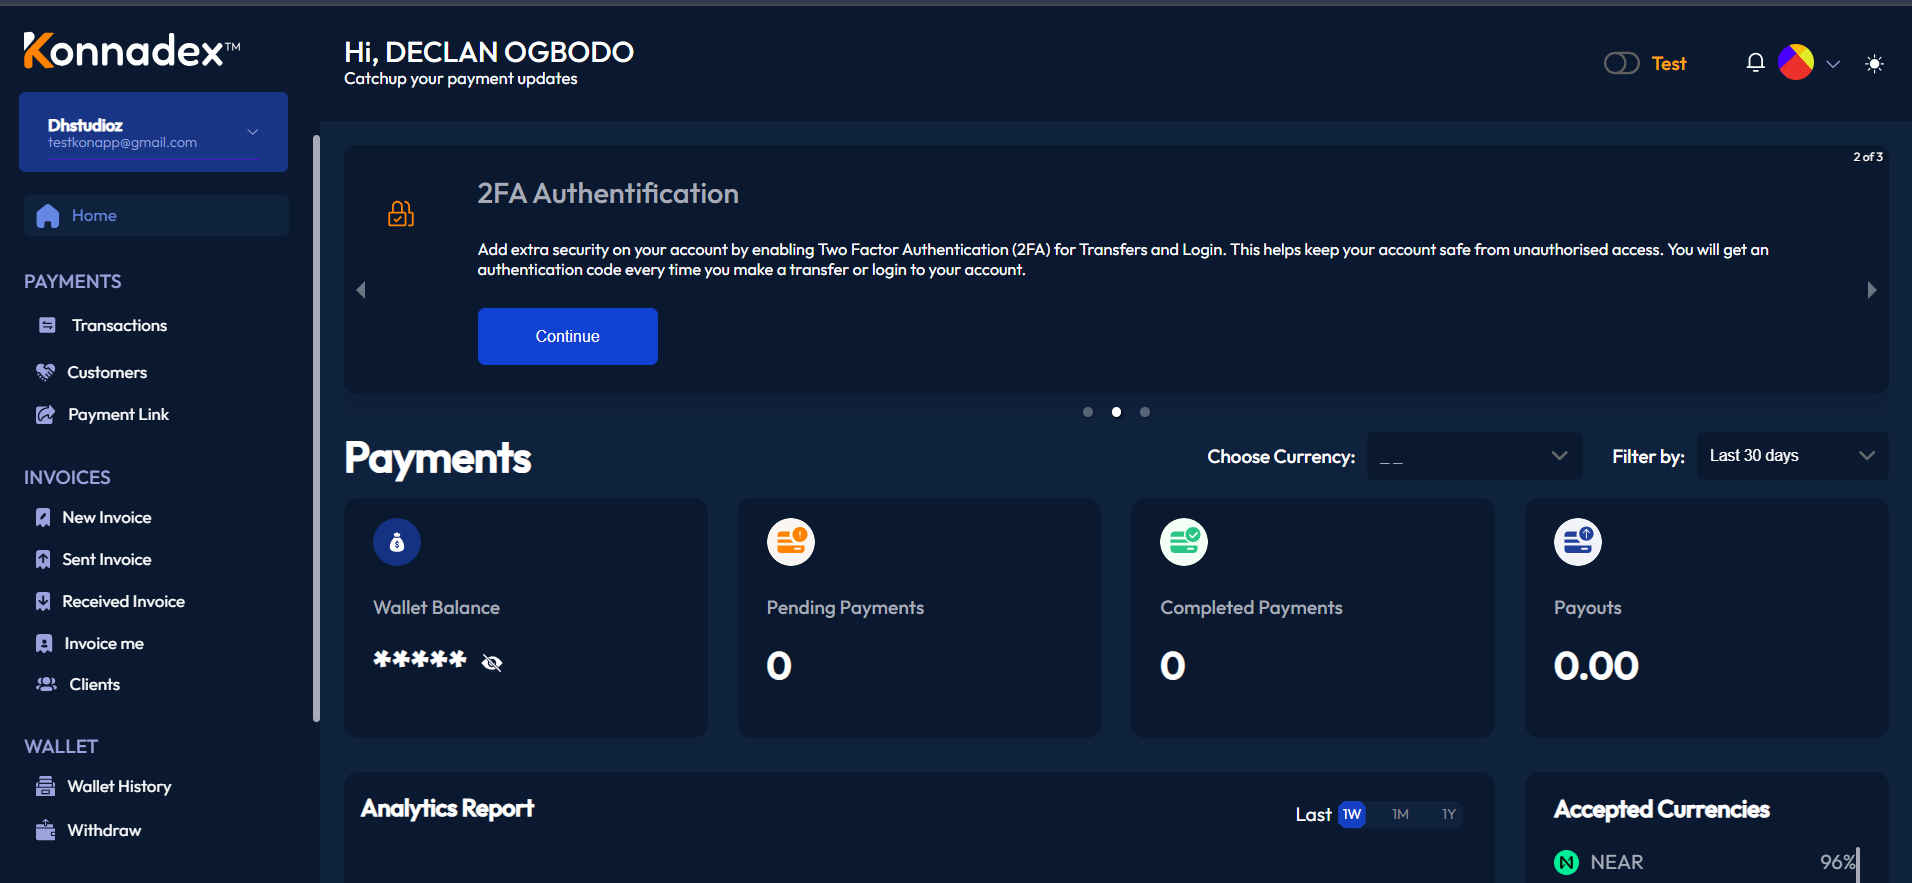 Konnadex™
Hi, DECLAN OGBODO
Catchup your payment updates
Test
Dhstudioz
testkonapp@gmail.com
Home
PAYMENTS
Transactions
Customers
Payment Link
INVOICES
New Invoice
Sent Invoice
Received Invoice
Invoice me
Clients
WALLET
Wallet History
Withdraw
2 of 3
2FA Authentification
Add extra security on your account by enabling Two Factor Authentication (2FA) for Transfers and Login. This helps keep your account safe from unauthorised access. You will get an
authentication code every time you make a transfer or login to your account.
Continue
Payments
Choose Currency: _ _
Filter by: Last 30 days
Wallet Balance
*****
Pending Payments
0
Completed Payments
0
Payouts
0.00
Analytics Report
Last 1W 1M 1Y
Accepted Currencies
NEAR 96%